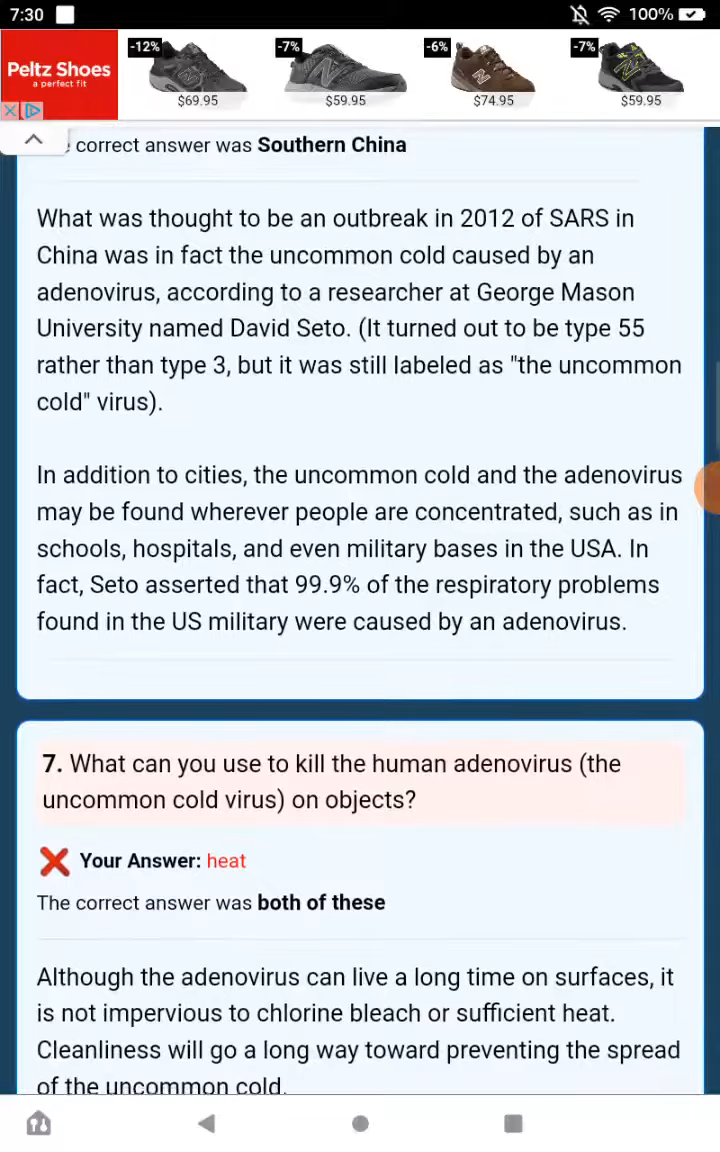 7:30
100%
Peltz Shoes
a perfect fit
-12%
$69.95
-7%
$59.95
-6%
$74.95
-7%
$59.95
correct answer was Southern China
What was thought to be an outbreak in 2012 of SARS in
China was in fact the uncommon cold caused by an
adenovirus, according to a researcher at George Mason
University named David Seto. (It turned out to be type 55
rather than type 3, but it was still labeled as "the uncommon
cold" virus).
In addition to cities, the uncommon cold and the adenovirus
may be found wherever people are concentrated, such as in
schools, hospitals, and even military bases in the USA. In
fact, Seto asserted that 99.9% of the respiratory problems
found in the US military were caused by an adenovirus.
7. What can you use to kill the human adenovirus (the
uncommon cold virus) on objects?
Your Answer: heat
The correct answer was both of these
Although the adenovirus can live a long time on surfaces, it
is not impervious to chlorine bleach or sufficient heat.
Cleanliness will go a long way toward preventing the spread
of the uncommon cold.